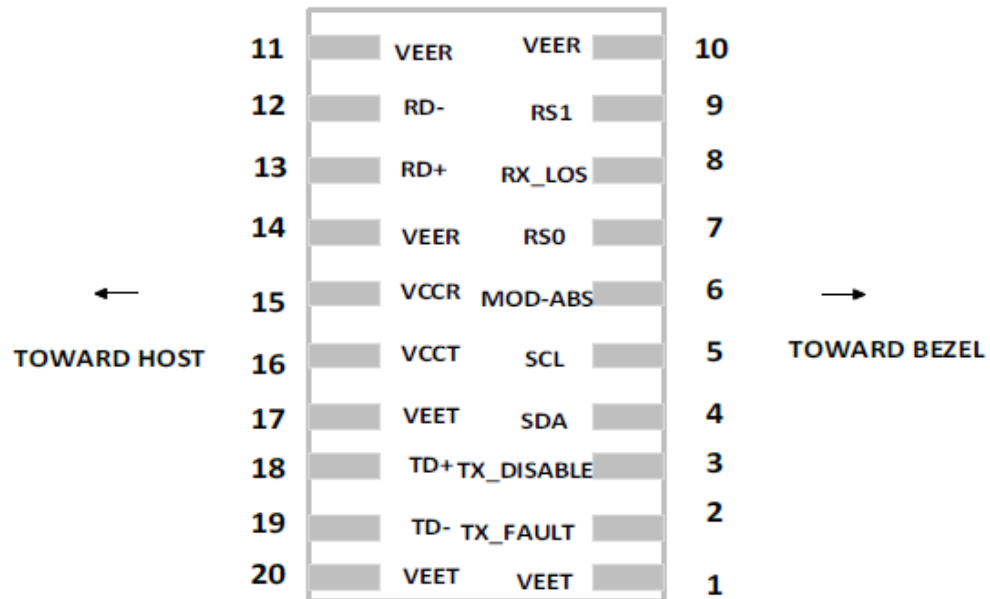 11 VEER VEER 10
12 RD- RS1 9
13 RD+ RX_LOS 8
14 VEER RS0 7
15 VCCR MOD-ABS 6
TOWARD HOST TOWARD BEZEL
16 VCCT SCL 5
17 VEET SDA 4
18 TD+ TX_DISABLE 3
19 TD- TX_FAULT 2
20 VEET VEET 1